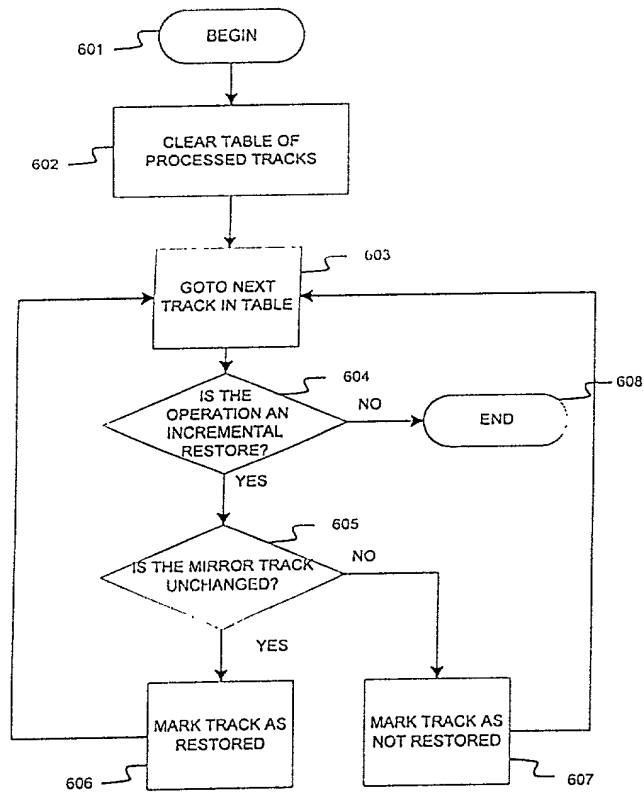 BEGIN
601
CLEAR TABLE OF
PROCESSED TRACKS
602
603
GOTO NEXT
TRACK IN TABLE
604
IS THE
OPERATION AN
INCREMENTAL
RESTORE?
NO
608
END
YES
605
IS THE MIRROR TRACK
UNCHANGED?
NO
YES
MARK TRACK AS
RESTORED
606
MARK TRACK AS
NOT RESTORED
607